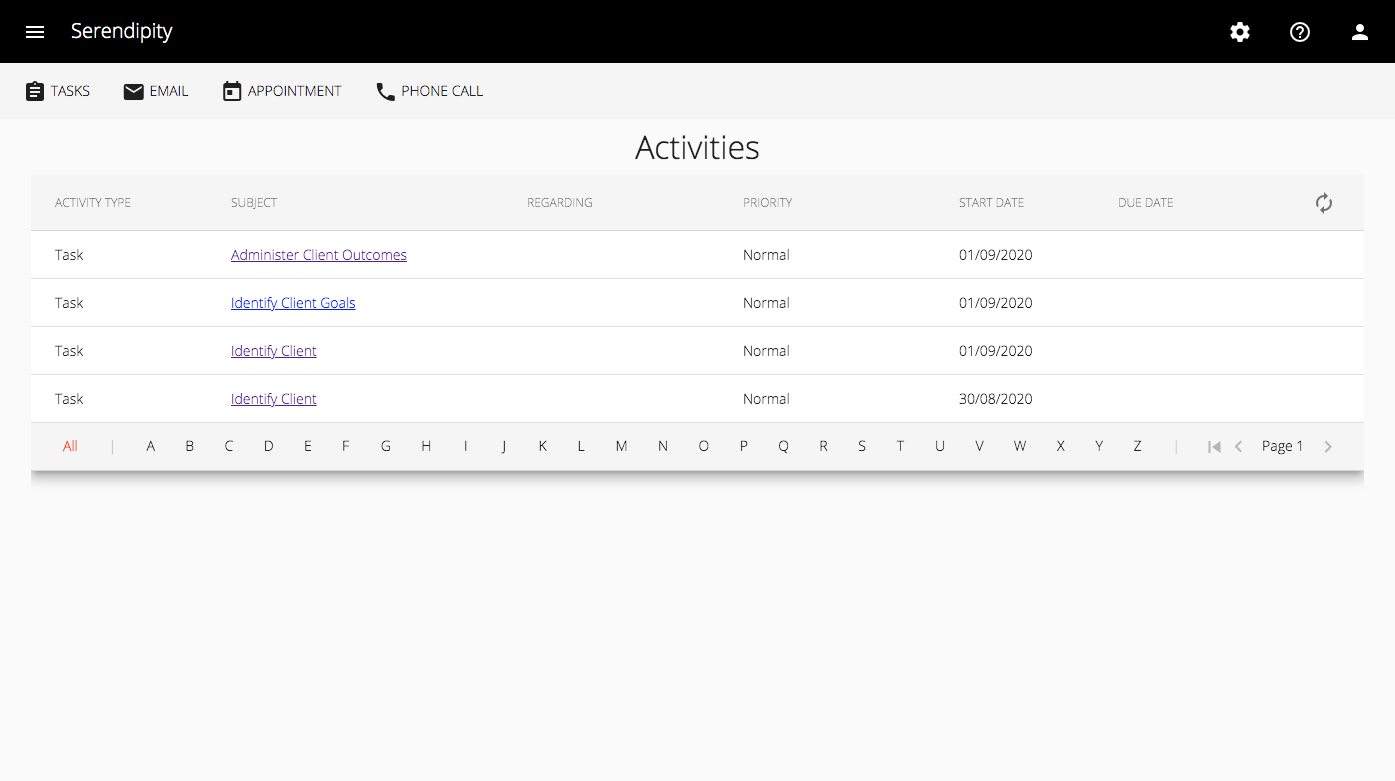 Serendipity
TASKS EMAIL APPOINTMENT PHONE CALL
Activities
ACTIVITY TYPE SUBJECT REGARDING PRIORITY START DATE DUE DATE
Task Administer Client Outcomes Normal 01/09/2020
Task Identify Client Goals Normal 01/09/2020
Task Identify Client Normal 01/09/2020
Task Identify Client Normal 30/08/2020
All | A B C D E F G H I J K L M N O P Q R S T U V W X Y Z | Page 1